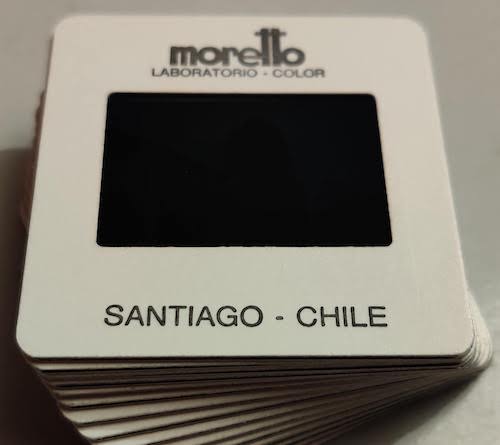 moretto
LABORATORIO - COLOR
SANTIAGO - CHILE